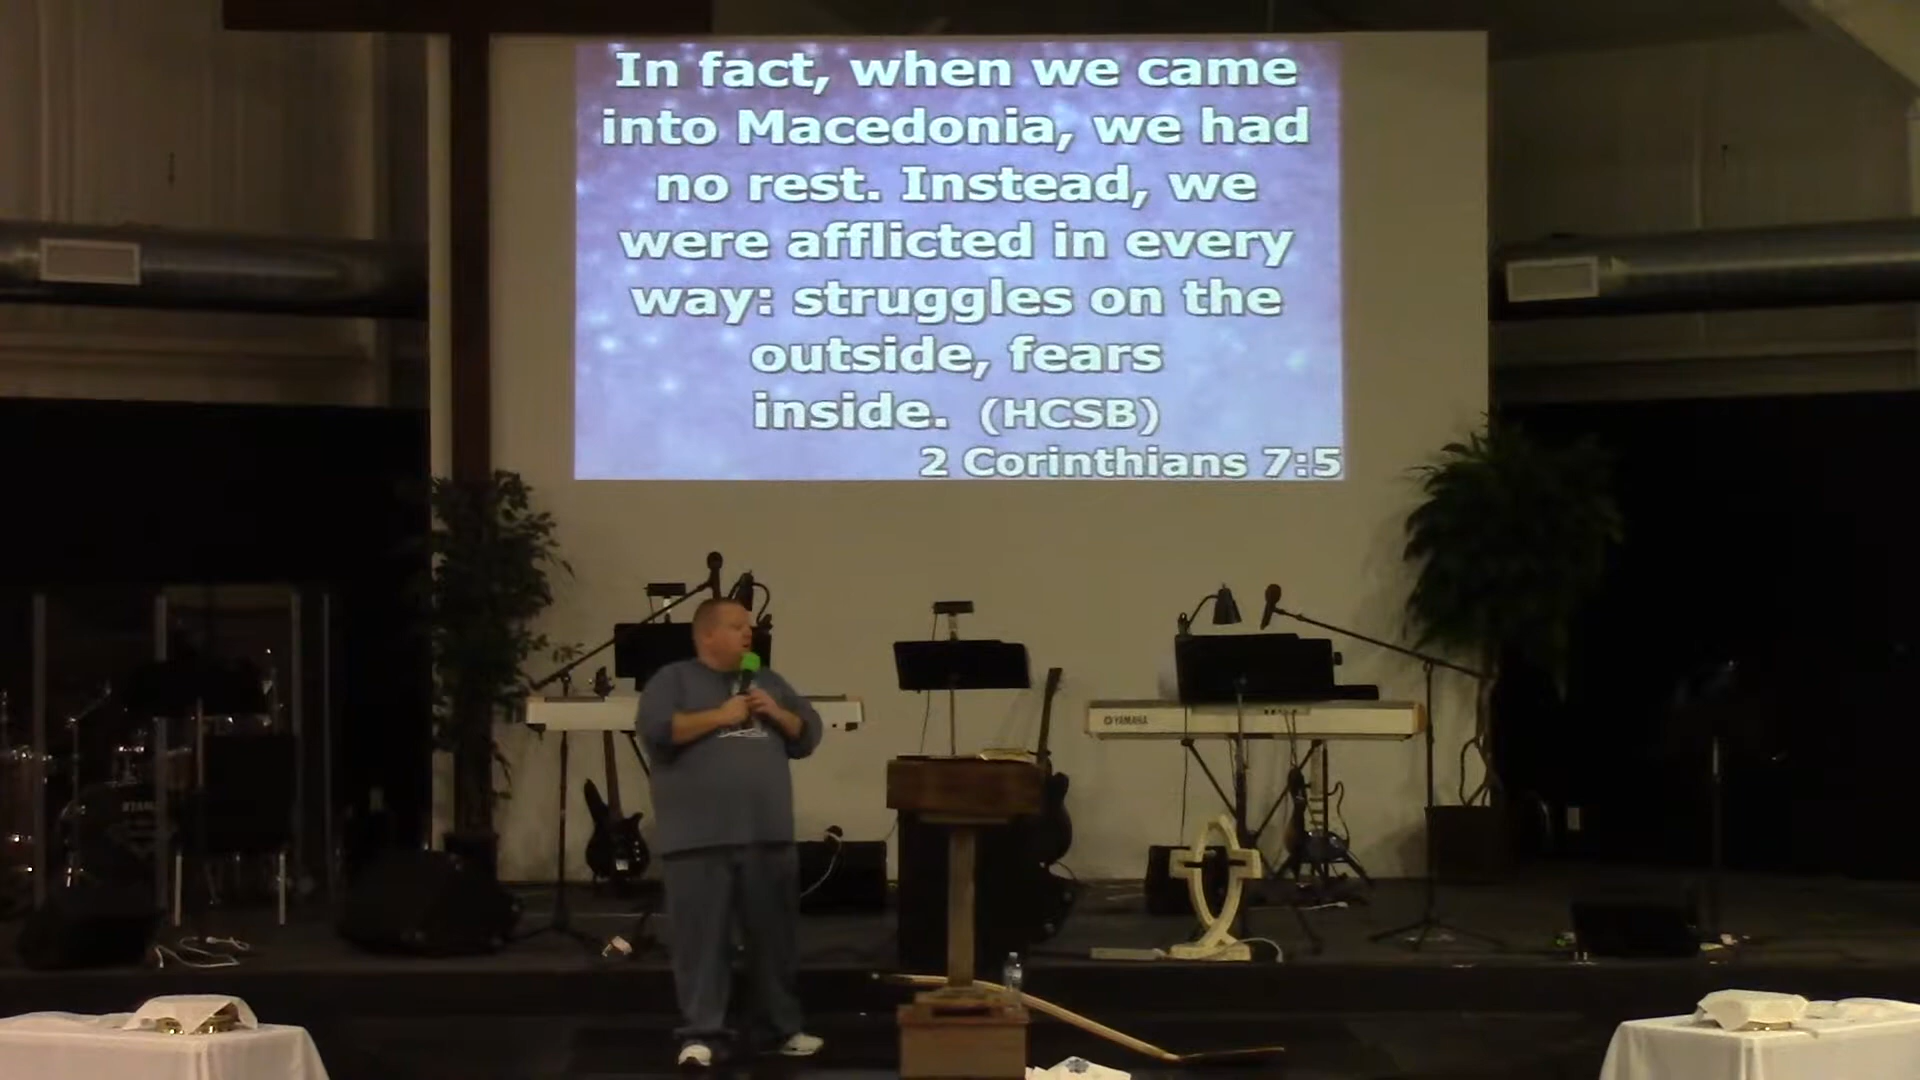 In fact, when we came
into Macedonia, we had
no rest. Instead, we
were afflicted in every
way: struggles on the
outside, fears
inside. (HCSB)
2 Corinthians 7:5
YAMAHA